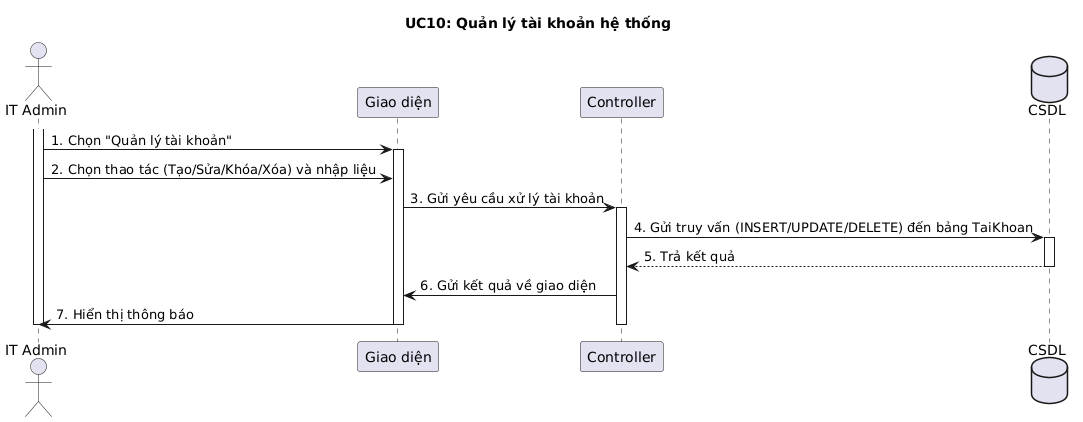 UC10: Quản lý tài khoản hệ thống
IT Admin
Giao diện
Controller
CSDL
1. Chọn "Quản lý tài khoản"
2. Chọn thao tác (Tạo/Sửa/Khóa/Xóa) và nhập liệu
3. Gửi yêu cầu xử lý tài khoản
4. Gửi truy vấn (INSERT/UPDATE/DELETE) đến bảng TaiKhoan
5. Trả kết quả
6. Gửi kết quả về giao diện
7. Hiển thị thông báo
IT Admin
Giao diện
Controller
CSDL